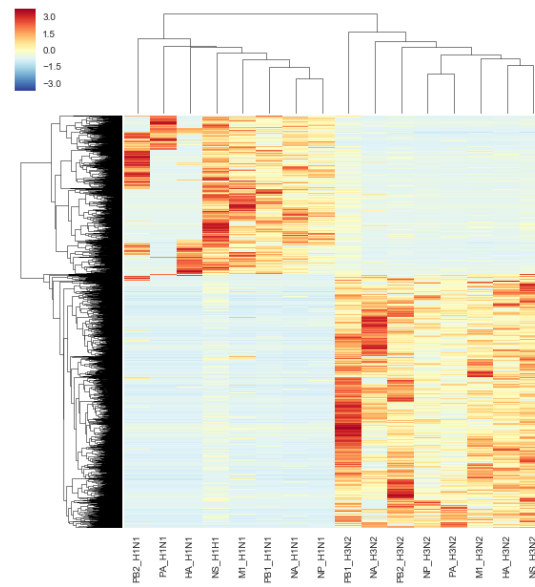 3.0
1.5
0.0
−1.5
−3.0
PB2_H1N1
PA_H1N1
HA_H1N1
NS_H1H1
M1_H1N1
PB1_H1N1
NA_H1N1
NP_H1N1
PB1_H3N2
NA_H3N2
PB2_H3N2
NP_H3N2
PA_H3N2
M1_H3N2
HA_H3N2
NS_H3N2